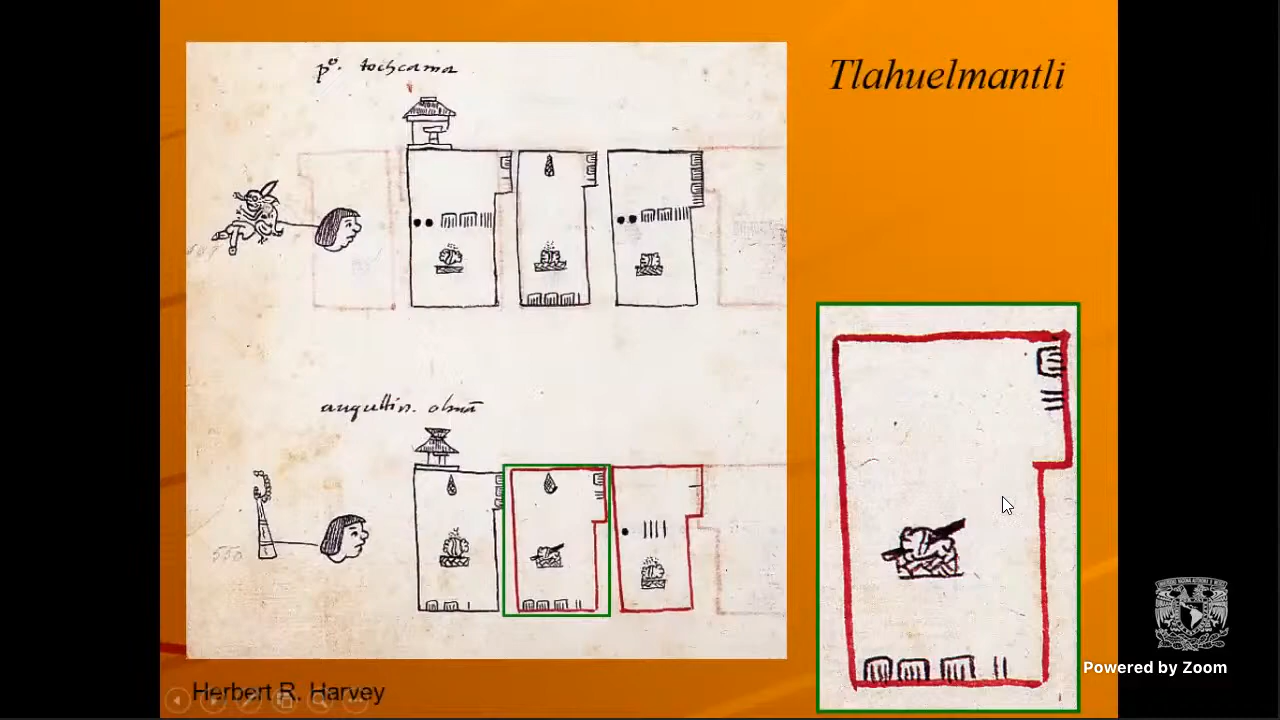 pº. tochcama
Tlahuelmantli
augustin. olmā
Herbert R. Harvey
Powered by Zoom